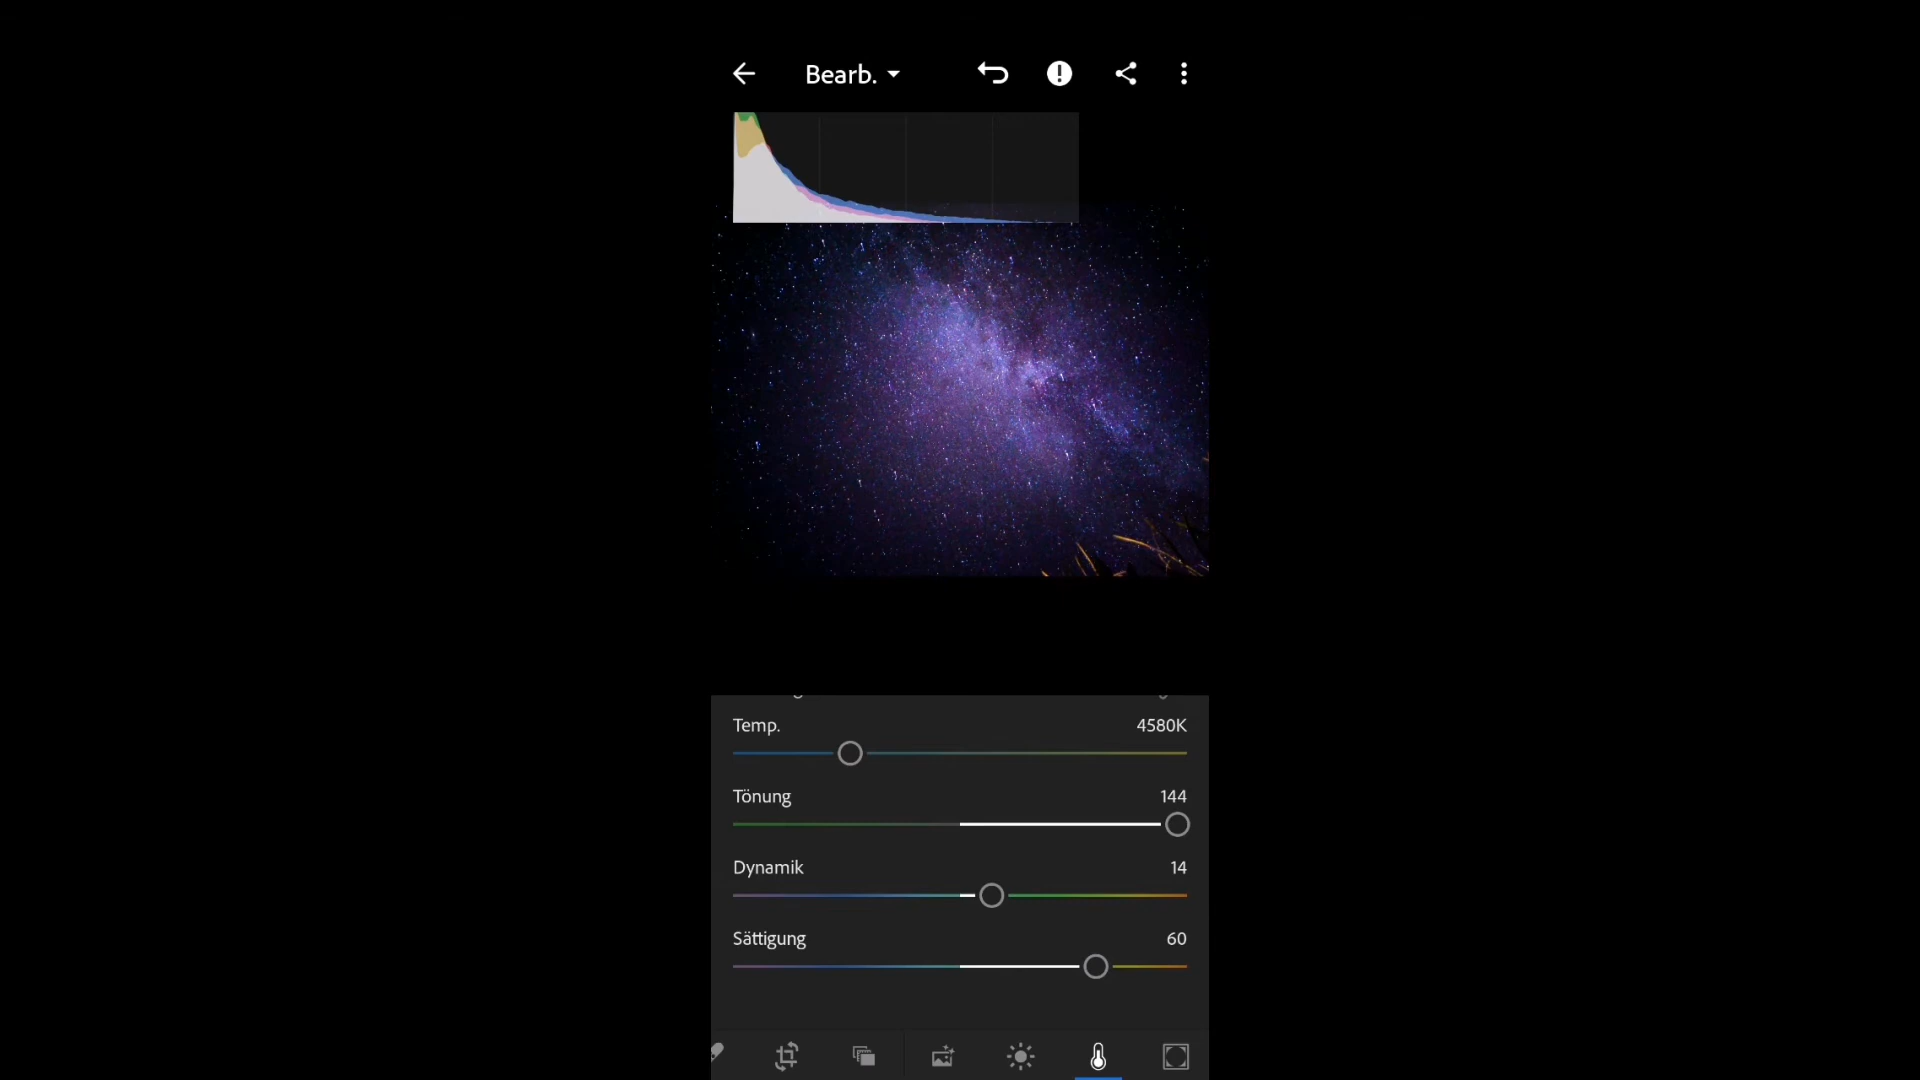 Bearb.
Temp. 4580K
Tönung 144
Dynamik 14
Sättigung 60